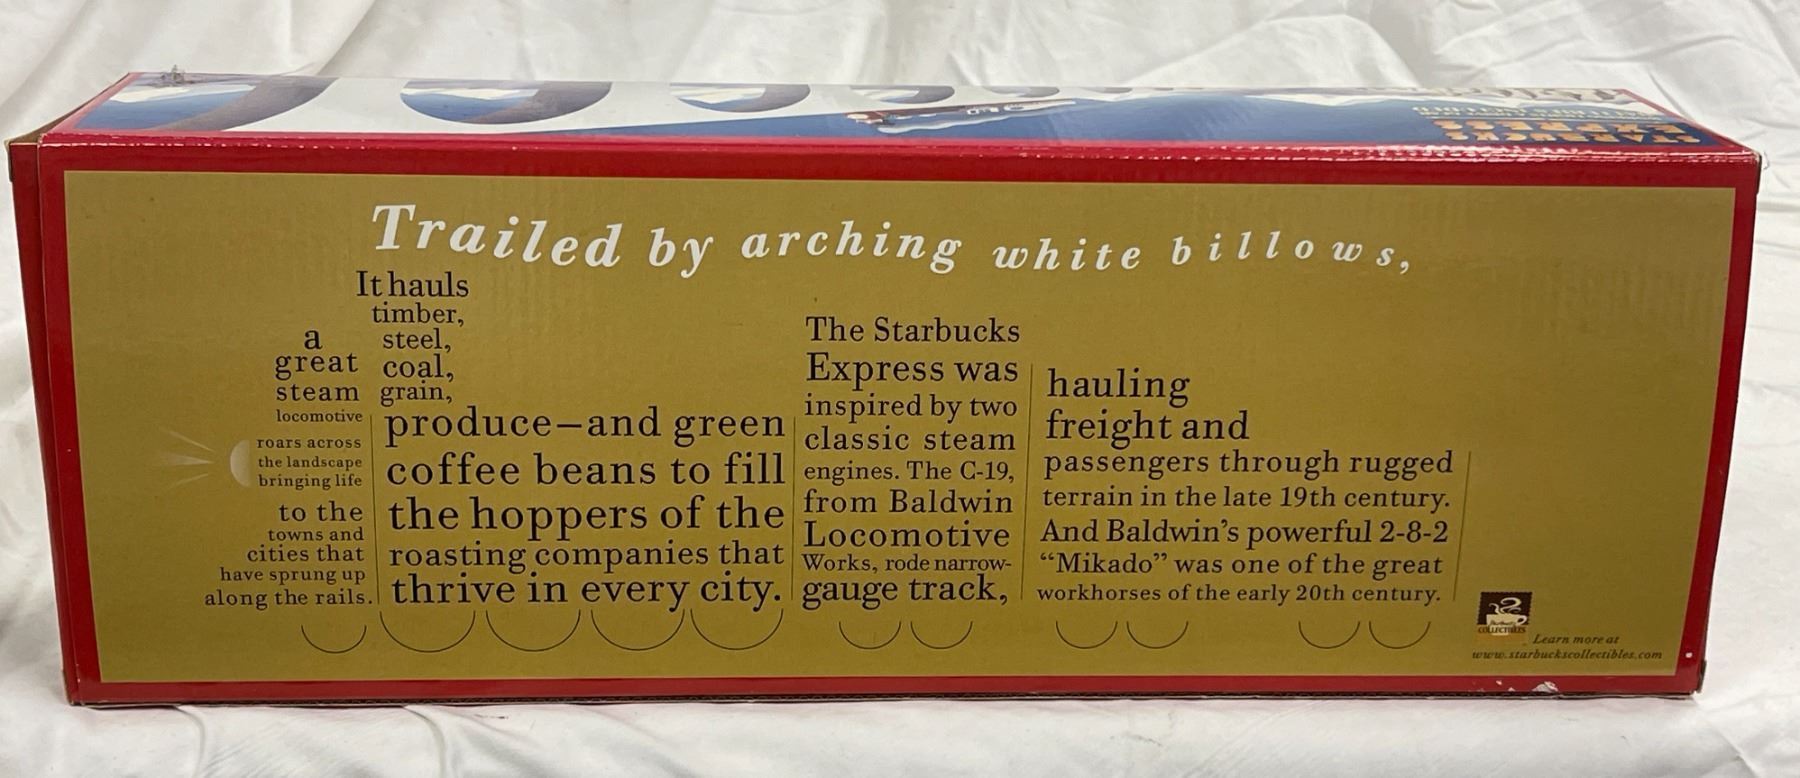 STARBUCKS
EXPRESS
Trailed by arching white billows,
a
great
steam
locomotive
roars across
the landscape
bringing life
to the
towns and
cities that
have sprung up
along the rails.
It hauls
timber,
steel,
coal,
grain,
produce—and green
coffee beans to fill
the hoppers of the
roasting companies that
thrive in every city.
The Starbucks
Express was
inspired by two
classic steam
engines. The C-19,
from Baldwin
Locomotive
Works, rode narrow-
gauge track,
hauling
freight and
passengers through rugged
terrain in the late 19th century.
And Baldwin's powerful 2-8-2
“Mikado” was one of the great
workhorses of the early 20th century.
Starbucks
COLLECTIBLES
Learn more at
www.starbuckscollectibles.com